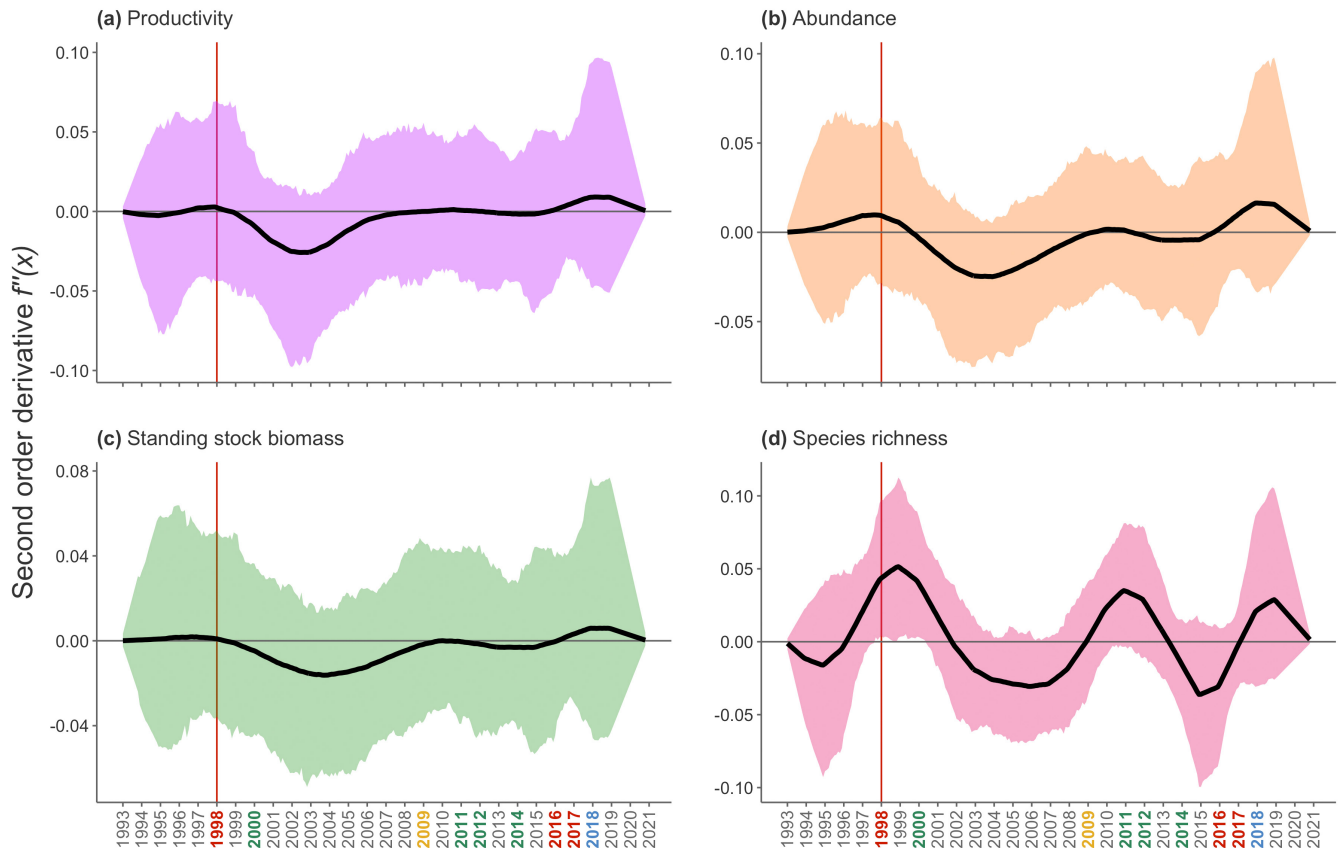 Second order derivative f''(x)
(a) Productivity
0.10
0.05
0.00
-0.05
-0.10
(b) Abundance
0.10
0.05
0.00
-0.05
(c) Standing stock biomass
0.08
0.04
0.00
-0.04
1993 1994 1995 1996 1997 1998 1999 2000 2001 2002 2003 2004 2005 2006 2007 2008 2009 2010 2011 2012 2013 2014 2015 2016 2017 2018 2019 2020 2021
(d) Species richness
0.10
0.05
0.00
-0.05
-0.10
1993 1994 1995 1996 1997 1998 1999 2000 2001 2002 2003 2004 2005 2006 2007 2008 2009 2010 2011 2012 2013 2014 2015 2016 2017 2018 2019 2020 2021